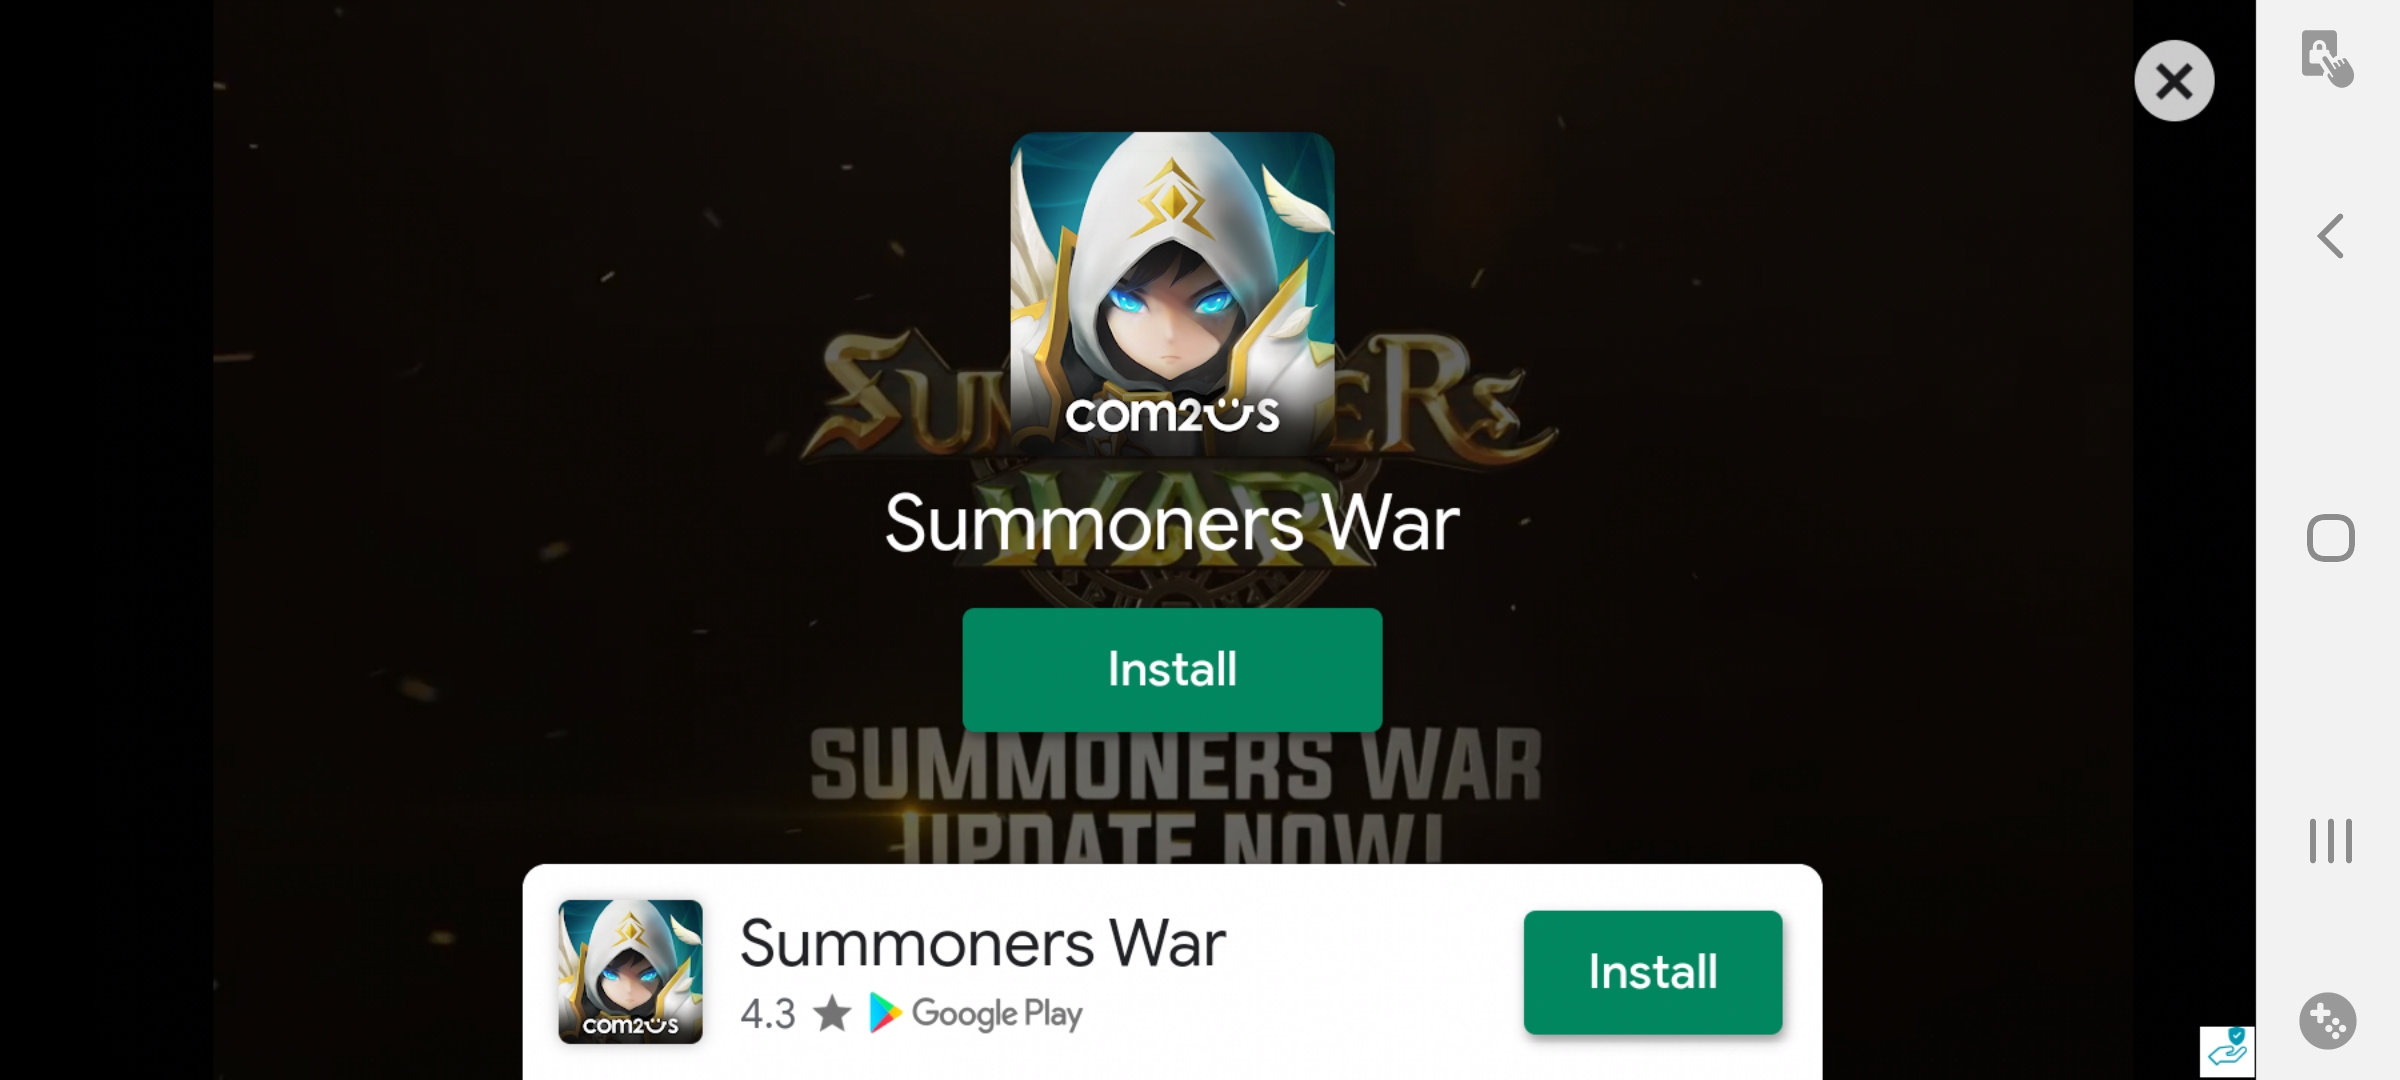 SUMMONERS
WAR
com2us
Summoners War
Install
SUMMONERS WAR
UPDATE NOW!
Summoners War
4.3 ★ Google Play
com2us
Install